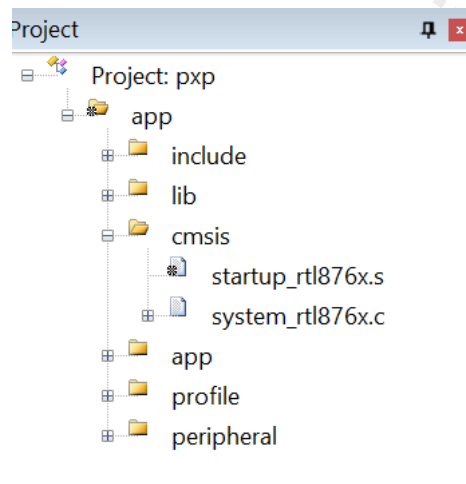 Project
Project: pxp
app
include
lib
cmsis
startup_rtl876x.s
system_rtl876x.c
app
profile
peripheral